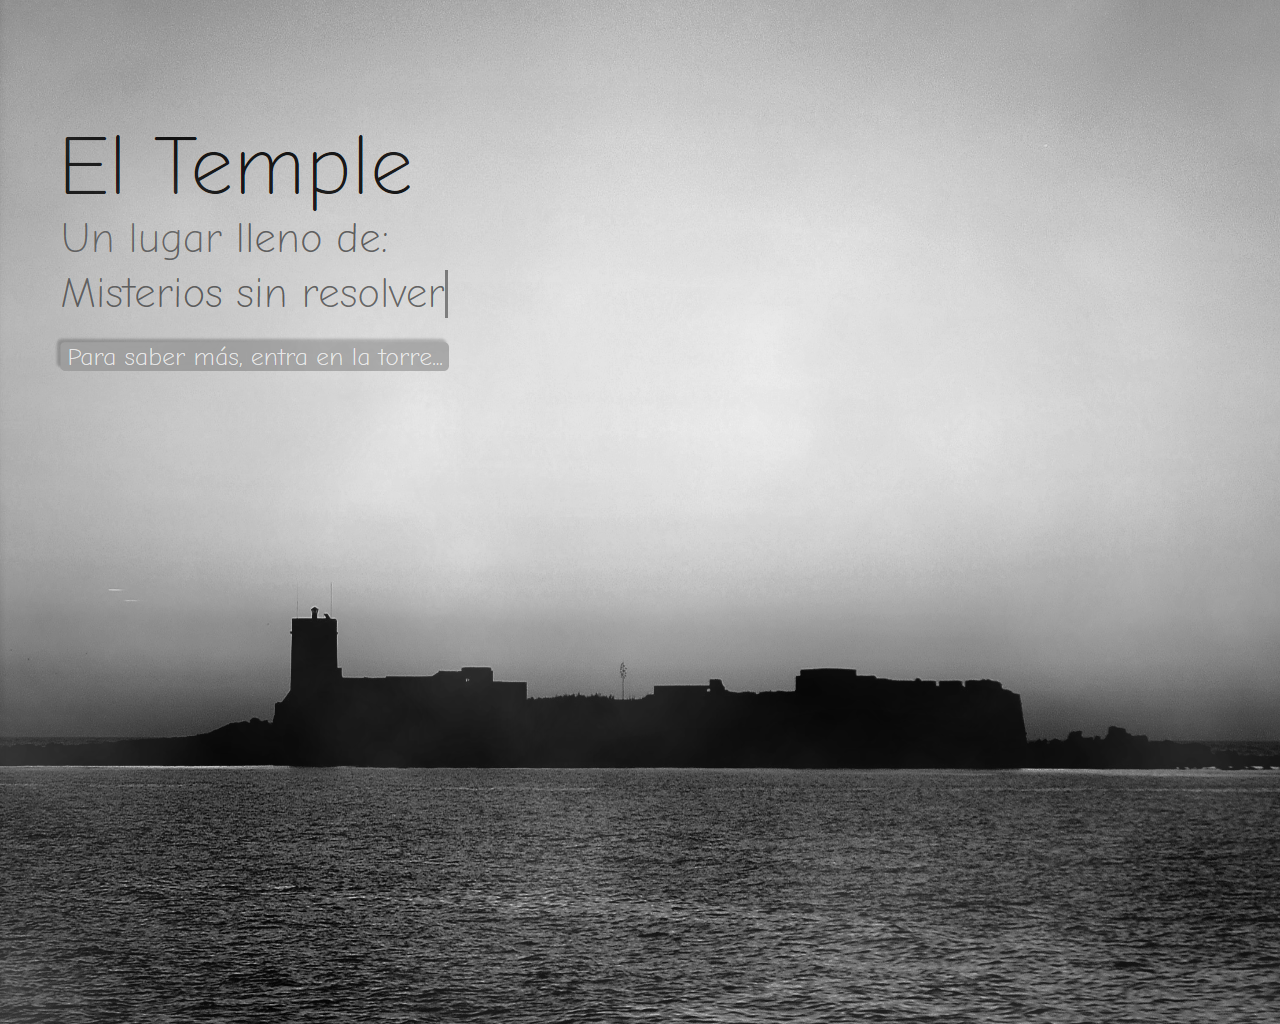 El Temple
Un lugar lleno de:
Misterios sin resolver
Para saber más, entra en la torre...